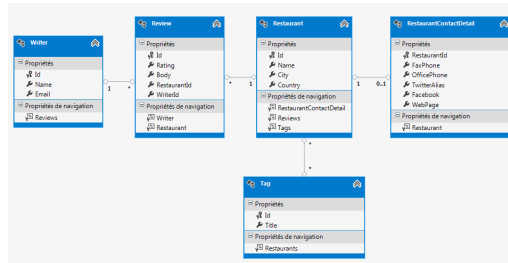 Writer
Propriétés
Id
Name
Email
Propriétés de navigation
Reviews
1
*
Review
Propriétés
Id
Rating
Body
RestaurantId
WriterId
Propriétés de navigation
Writer
Restaurant
*
1
Restaurant
Propriétés
Id
Name
City
Country
Propriétés de navigation
RestaurantContactDetail
Reviews
Tags
1
0..1
RestaurantContactDetail
Propriétés
RestaurantId
FaxPhone
OfficePhone
TwitterAlias
Facebook
WebPage
Propriétés de navigation
Restaurant
*
*
Tag
Propriétés
Id
Title
Propriétés de navigation
Restaurants